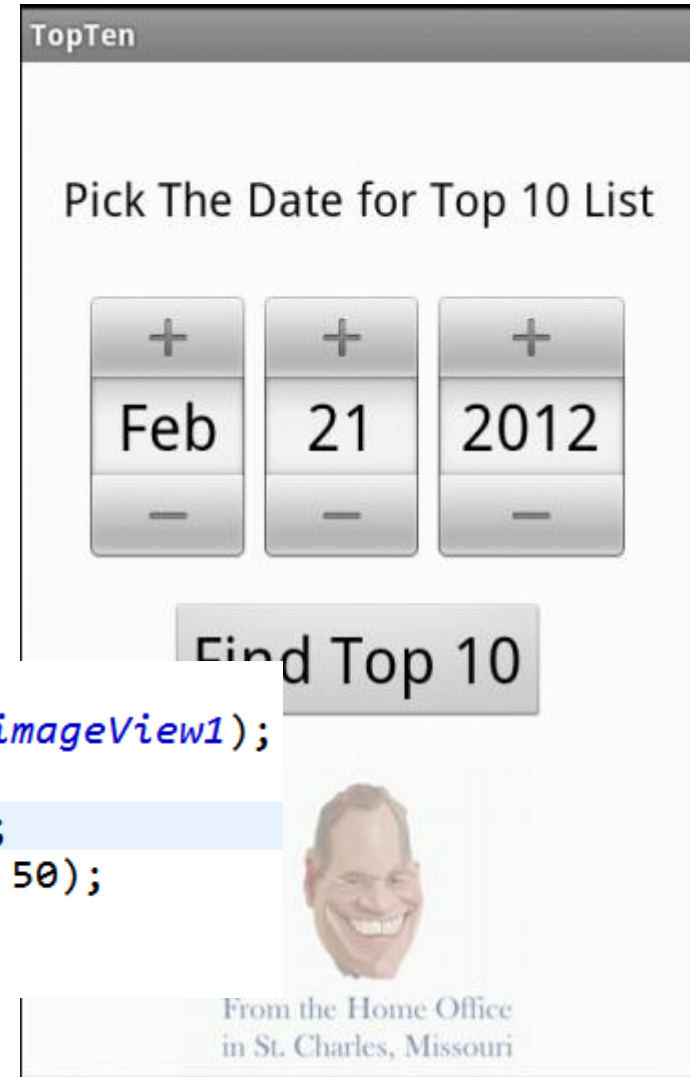 TopTen
Pick The Date for Top 10 List
+ + +
Feb 21 2012
− − −
Find Top 10
imageView1);
;
50);
From the Home Office
in St. Charles, Missouri